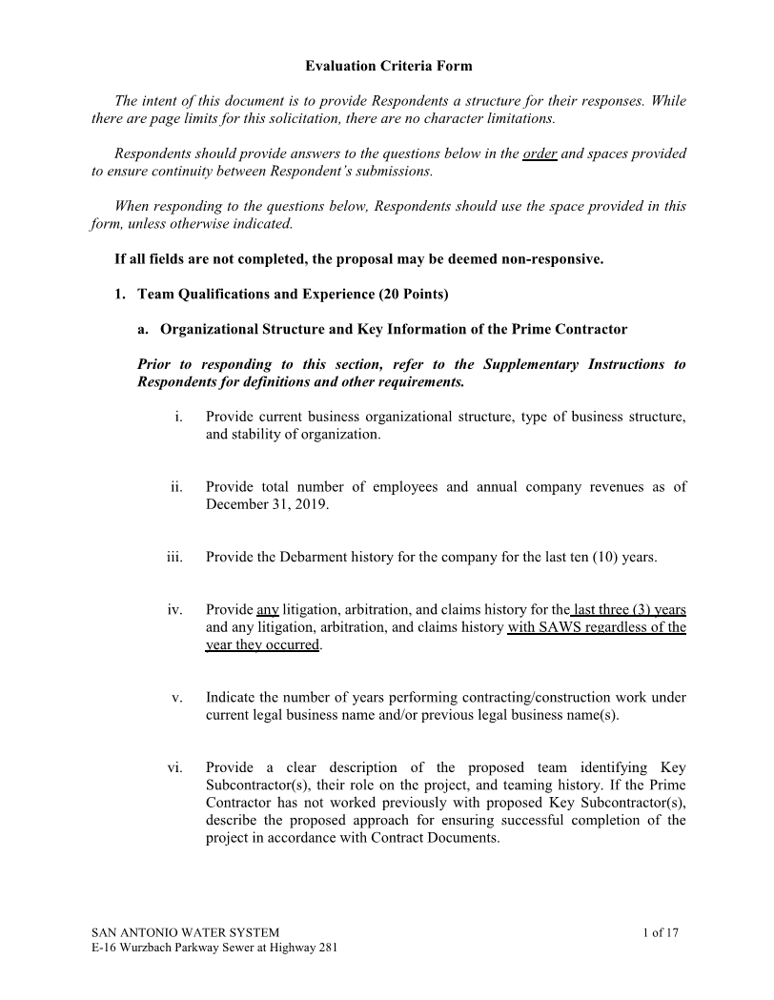 Evaluation Criteria Form
The intent of this document is to provide Respondents a structure for their responses. While
there are page limits for this solicitation, there are no character limitations.
Respondents should provide answers to the questions below in the order and spaces provided
to ensure continuity between Respondent's submissions.
When responding to the questions below, Respondents should use the space provided in this
form, unless otherwise indicated.
If all fields are not completed, the proposal may be deemed non-responsive.
1. Team Qualifications and Experience (20 Points)
a. Organizational Structure and Key Information of the Prime Contractor
Prior to responding to this section, refer to the Supplementary Instructions to
Respondents for definitions and other requirements.
i. Provide current business organizational structure, type of business structure,
and stability of organization.
ii. Provide total number of employees and annual company revenues as of
December 31, 2019.
iii. Provide the Debarment history for the company for the last ten (10) years.
iv. Provide any litigation, arbitration, and claims history for the last three (3) years
and any litigation, arbitration, and claims history with SAWS regardless of the
year they occurred.
v. Indicate the number of years performing contracting/construction work under
current legal business name and/or previous legal business name(s).
vi. Provide a clear description of the proposed team identifying Key
Subcontractor(s), their role on the project, and teaming history. If the Prime
Contractor has not worked previously with proposed Key Subcontractor(s),
describe the proposed approach for ensuring successful completion of the
project in accordance with Contract Documents.
SAN ANTONIO WATER SYSTEM 1 of 17
E-16 Wurzbach Parkway Sewer at Highway 281